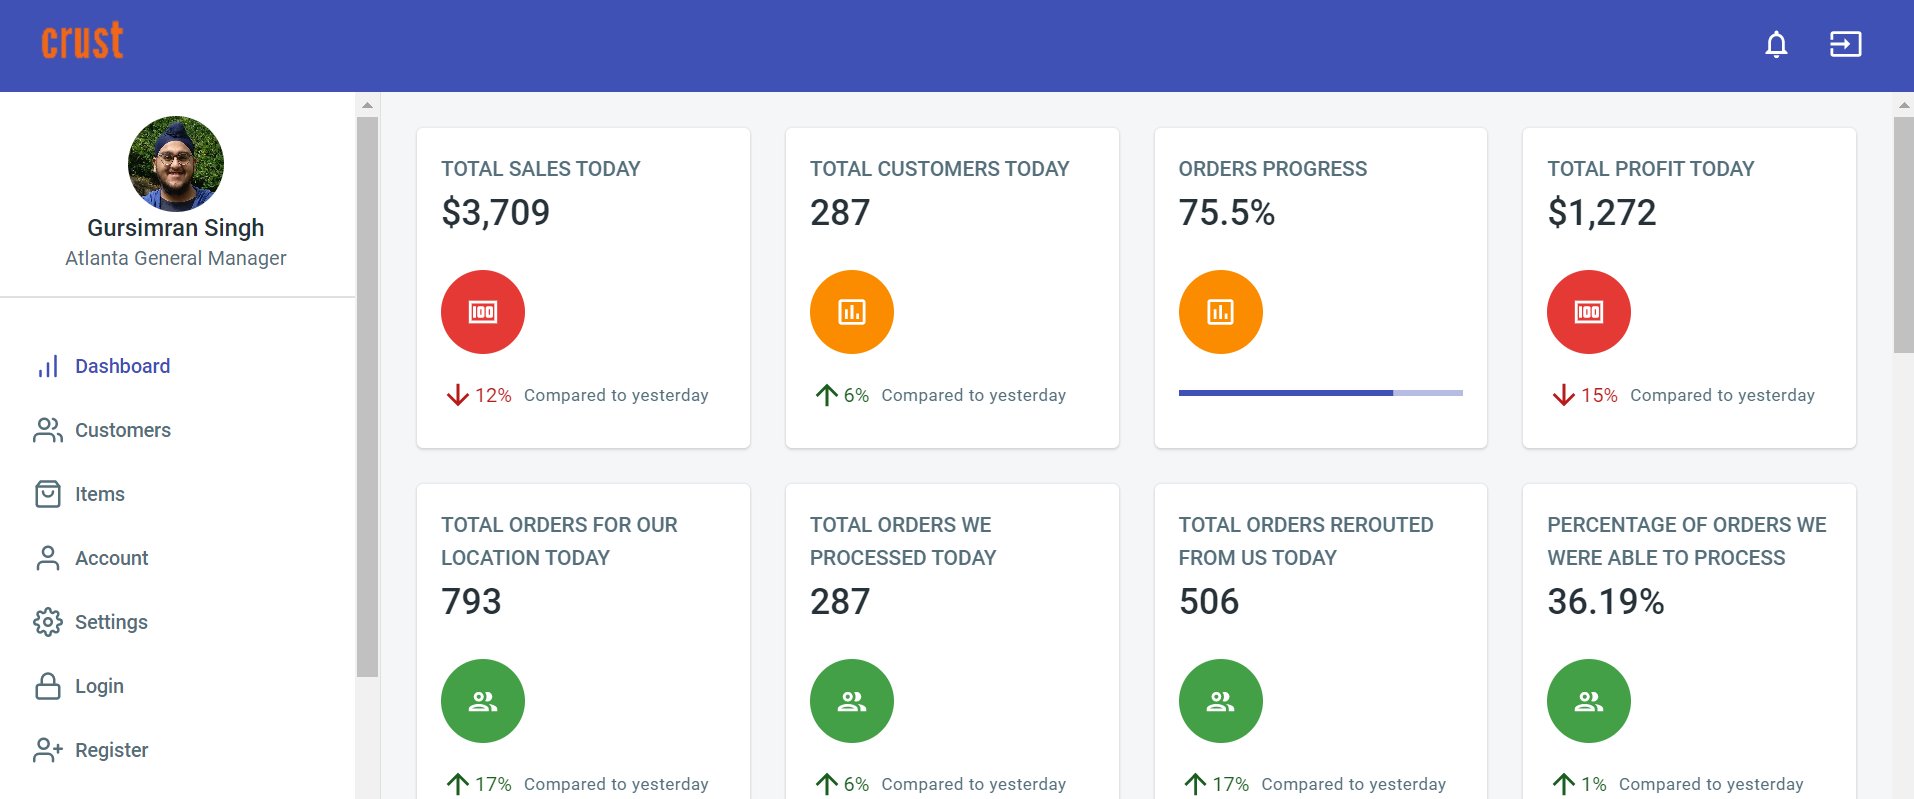 crust
Gursimran Singh
Atlanta General Manager
Dashboard
Customers
Items
Account
Settings
Login
Register
TOTAL SALES TODAY
$3,709
100
12% Compared to yesterday
TOTAL CUSTOMERS TODAY
287
6% Compared to yesterday
ORDERS PROGRESS
75.5%
TOTAL PROFIT TODAY
$1,272
100
15% Compared to yesterday
TOTAL ORDERS FOR OUR
LOCATION TODAY
793
17% Compared to yesterday
TOTAL ORDERS WE
PROCESSED TODAY
287
6% Compared to yesterday
TOTAL ORDERS REROUTED
FROM US TODAY
506
17% Compared to yesterday
PERCENTAGE OF ORDERS WE
WERE ABLE TO PROCESS
36.19%
1% Compared to yesterday